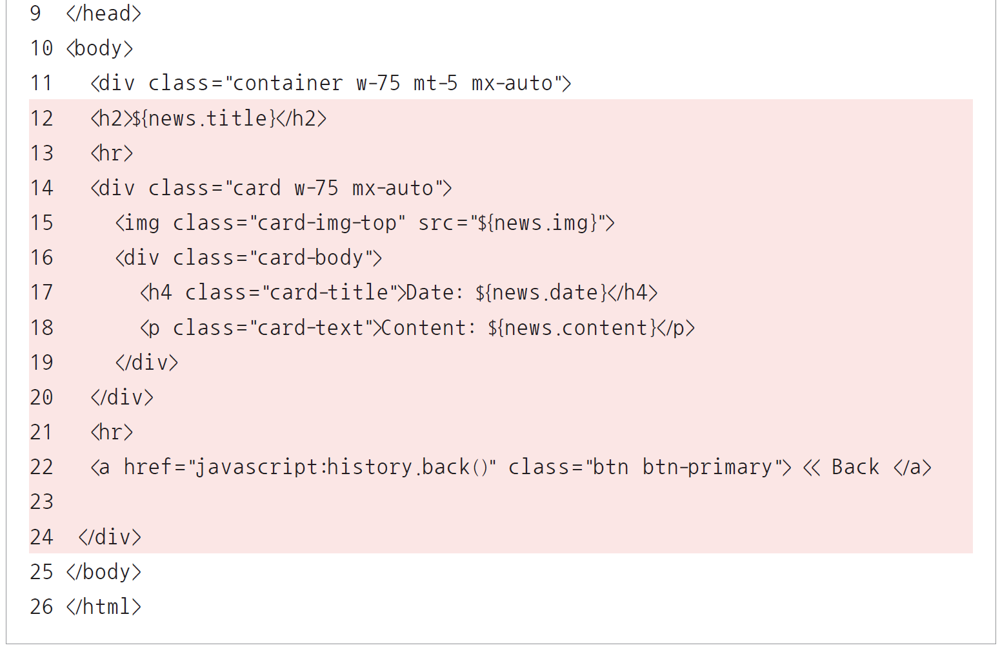 9 </head>
10 <body>
11 <div class="container w-75 mt-5 mx-auto">
12 <h2>${news.title}</h2>
13 <hr>
14 <div class="card w-75 mx-auto">
15 <img class="card-img-top" src="${news.img}">
16 <div class="card-body">
17 <h4 class="card-title">Date: ${news.date}</h4>
18 <p class="card-text">Content: ${news.content}</p>
19 </div>
20 </div>
21 <hr>
22 <a href="javascript:history.back()" class="btn btn-primary"> << Back </a>
23
24 </div>
25 </body>
26 </html>